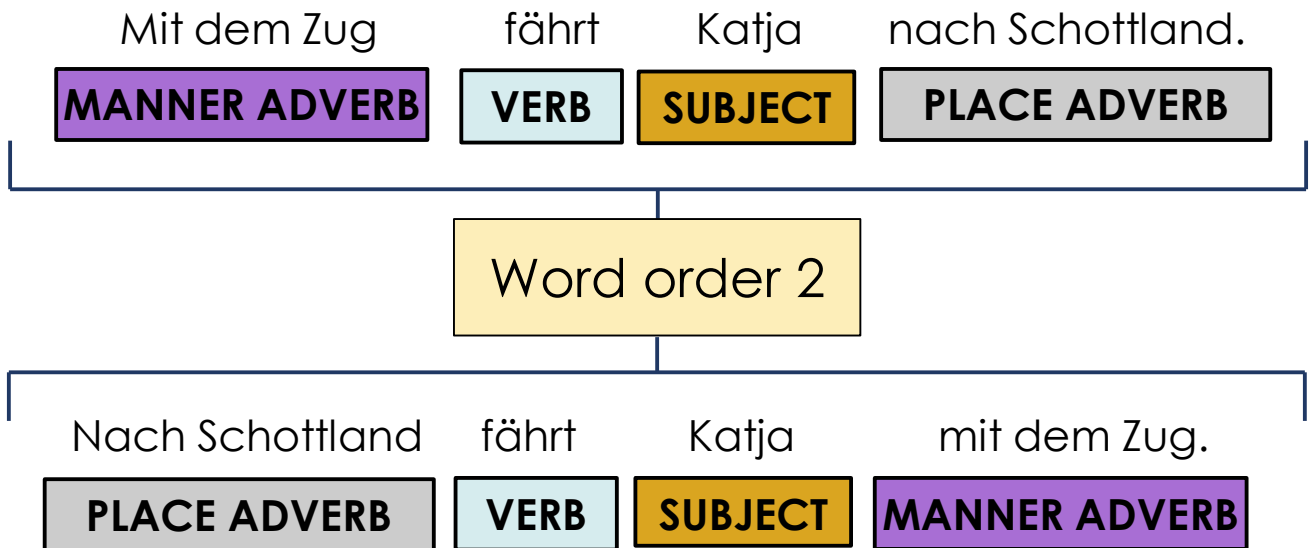 Mit dem Zug fährt Katja nach Schottland.
MANNER ADVERB VERB SUBJECT PLACE ADVERB
Word order 2
Nach Schottland fährt Katja mit dem Zug.
PLACE ADVERB VERB SUBJECT MANNER ADVERB